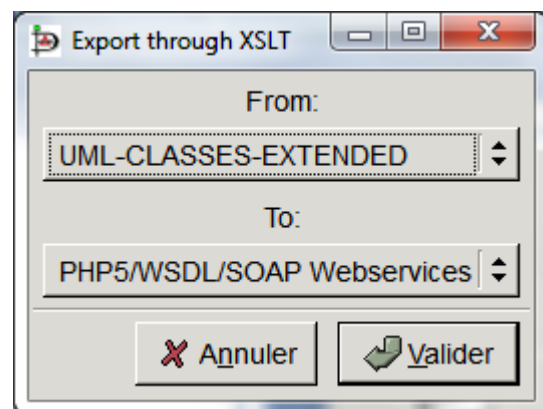 Export through XSLT
From:
UML-CLASSES-EXTENDED
To:
PHP5/WSDL/SOAP Webservices
Annuler
Valider